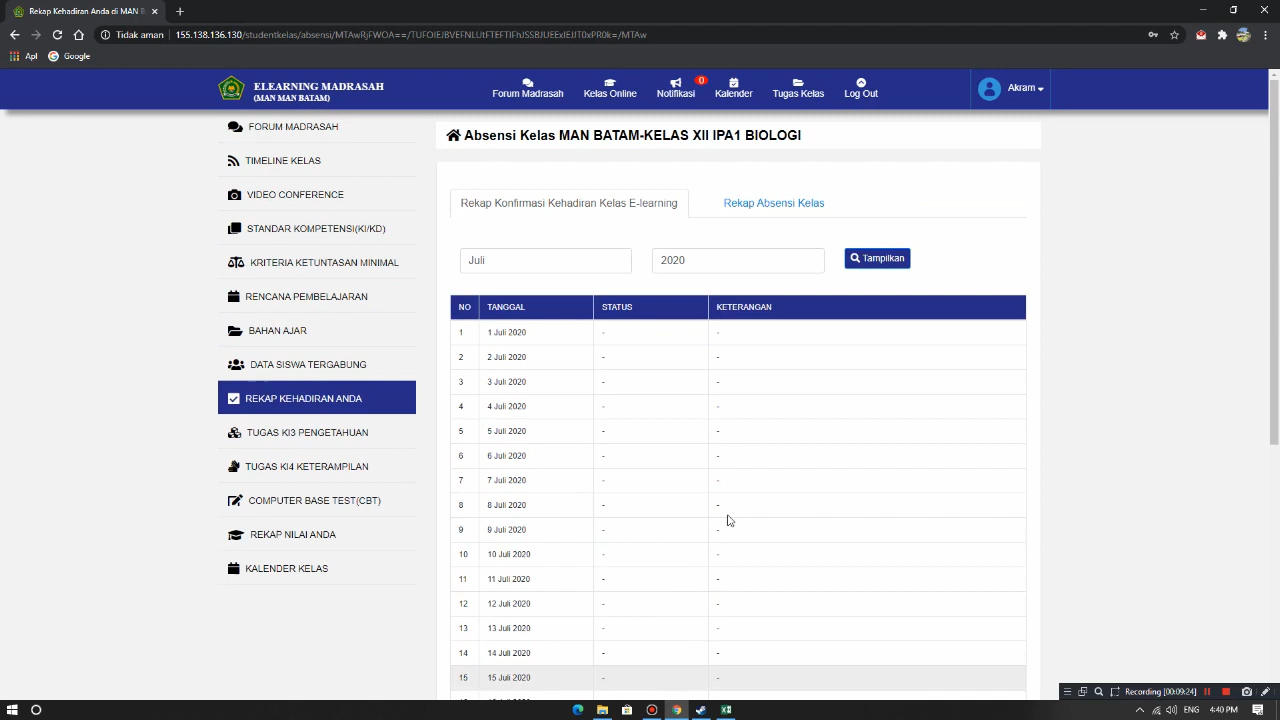 Rekap Kehadiran Anda di MAN B
Tidak aman 155.138.136.130/studentkelas/absensi/
Apl Google
ELEARNING MADRASAH
(MAN MAN BATAM)
Forum Madrasah Kelas Online Notifikasi 0 Kalender Tugas Kelas Log Out Akram
FORUM MADRASAH
TIMELINE KELAS
VIDEO CONFERENCE
STANDAR KOMPETENSI(KI/KD)
KRITERIA KETUNTASAN MINIMAL
RENCANA PEMBELAJARAN
BAHAN AJAR
DATA SISWA TERGABUNG
REKAP KEHADIRAN ANDA
TUGAS KI3 PENGETAHUAN
TUGAS KI4 KETERAMPILAN
COMPUTER BASE TEST(CBT)
REKAP NILAI ANDA
KALENDER KELAS
Absensi Kelas MAN BATAM-KELAS XII IPA1 BIOLOGI
Rekap Konfirmasi Kehadiran Kelas E-learning Rekap Absensi Kelas
Juli 2020 Tampilkan
NO TANGGAL STATUS KETERANGAN
1 1 Juli 2020 - -
2 2 Juli 2020 - -
3 3 Juli 2020 - -
4 4 Juli 2020 - -
5 5 Juli 2020 - -
6 6 Juli 2020 - -
7 7 Juli 2020 - -
8 8 Juli 2020 - -
9 9 Juli 2020 - -
10 10 Juli 2020 - -
11 11 Juli 2020 - -
12 12 Juli 2020 - -
13 13 Juli 2020 - -
14 14 Juli 2020 - -
15 15 Juli 2020 - -
Recording [00:09:24]
ENG 4:40 PM